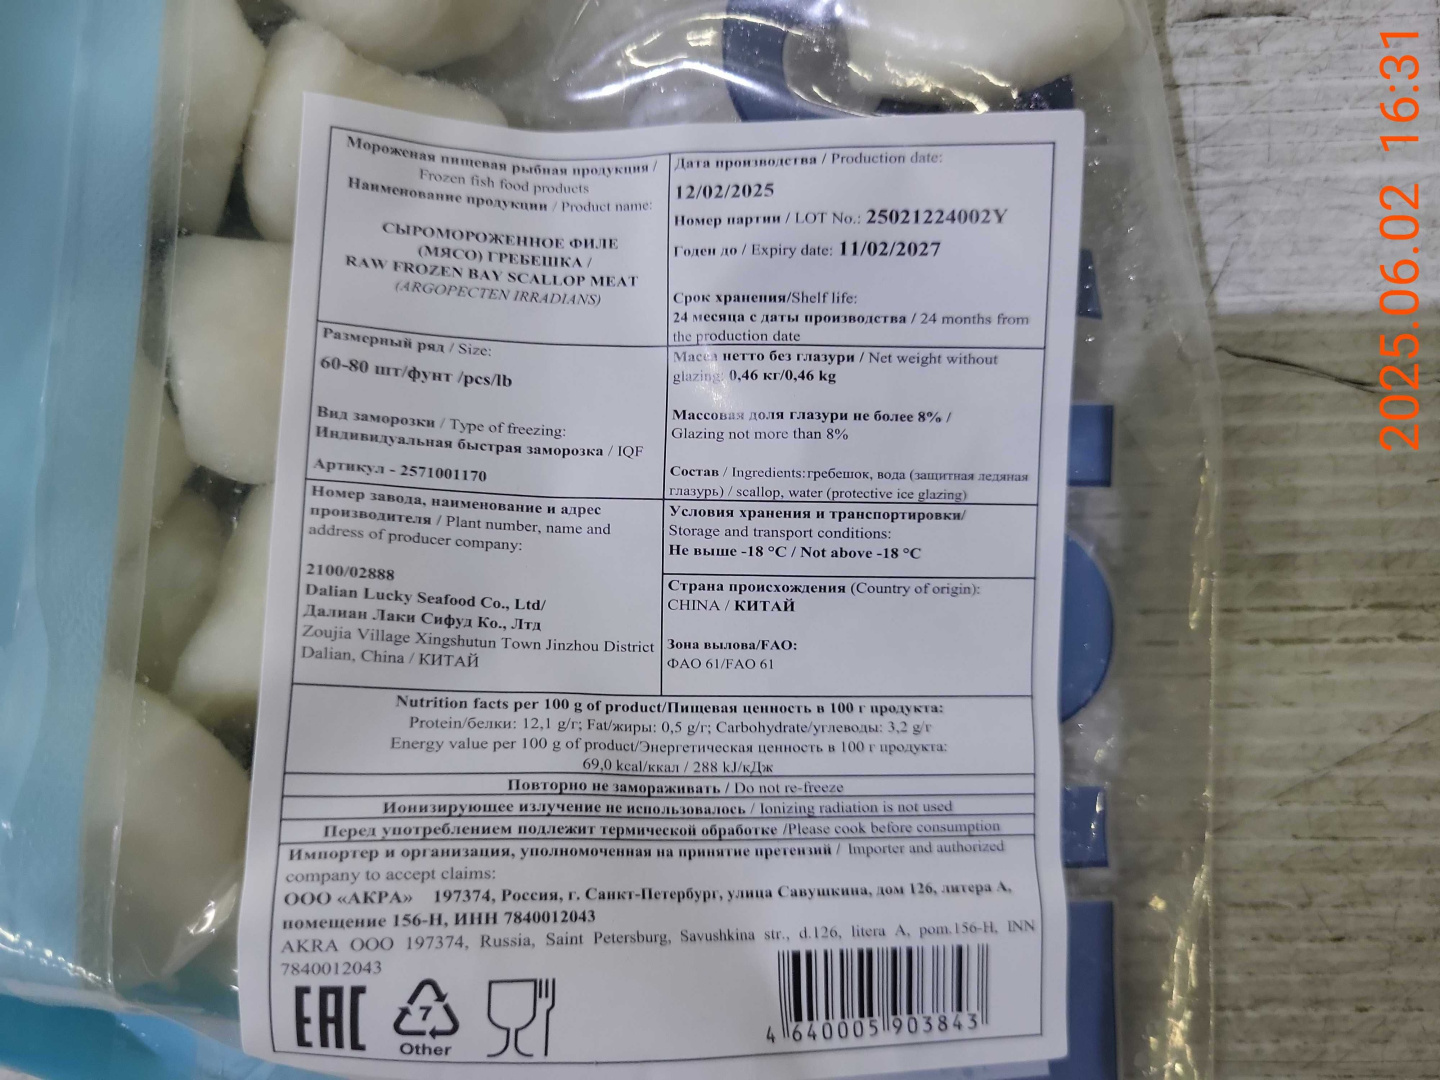 Мороженая пищевая рыбная продукция /
Frozen fish food products
Наименование продукции / Product name:
СЫРОМОРОЖЕННОЕ ФИЛЕ
(МЯСО) ГРЕБЕШКА /
RAW FROZEN BAY SCALLOP MEAT
(ARGOPECTEN IRRADIANS)
Дата производства / Production date:
12/02/2025
Номер партии / LOT No.: 25021224002Y
Годен до / Expiry date: 11/02/2027
Срок хранения/Shelf life:
24 месяца с даты производства / 24 months from
the production date
Размерный ряд / Size:
60-80 шт/фунт /pcs/lb
Вид заморозки / Type of freezing:
Индивидуальная быстрая заморозка / IQF
Артикул - 2571001170
Масса нетто без глазури / Net weight without
glazing: 0,46 кг/0,46 kg
Массовая доля глазури не более 8% /
Glazing not more than 8%
Состав / Ingredients:гребешок, вода (защитная ледяная
глазурь) / scallop, water (protective ice glazing)
Номер завода, наименование и адрес
производителя / Plant number, name and
address of producer company:
2100/02888
Dalian Lucky Seafood Co., Ltd/
Далиан Лаки Сифуд Ко., Лтд
Zoujia Village Xingshutun Town Jinzhou District
Dalian, China / КИТАЙ
Условия хранения и транспортировки/
Storage and transport conditions:
Не выше -18 °C / Not above -18 °C
Страна происхождения (Country of origin):
CHINA / КИТАЙ
Зона вылова/FAO:
ФАО 61/FAO 61
Nutrition facts per 100 g of product/Пищевая ценность в 100 г продукта:
Protein/белки: 12,1 g/г; Fat/жиры: 0,5 g/г; Carbohydrate/углеводы: 3,2 g/г
Energy value per 100 g of product/Энергетическая ценность в 100 г продукта:
69,0 kcal/ккал / 288 kJ/кДж
Повторно не замораживать / Do not re-freeze
Ионизирующее излучение не использовалось / Ionizing radiation is not used
Перед употреблением подлежит термической обработке /Please cook before consumption
Импортер и организация, уполномоченная на принятие претензий / Importer and authorized
company to accept claims:
ООО «АКРА» 197374, Россия, г. Санкт-Петербург, улица Савушкина, дом 126, литера А,
помещение 156-Н, ИНН 7840012043
AKRA OOO 197374, Russia, Saint Petersburg, Savushkina str., d.126, litera A, pom.156-H, INN
7840012043
EAC
7
Other
4 640005 903843
2025.06.02 16:31